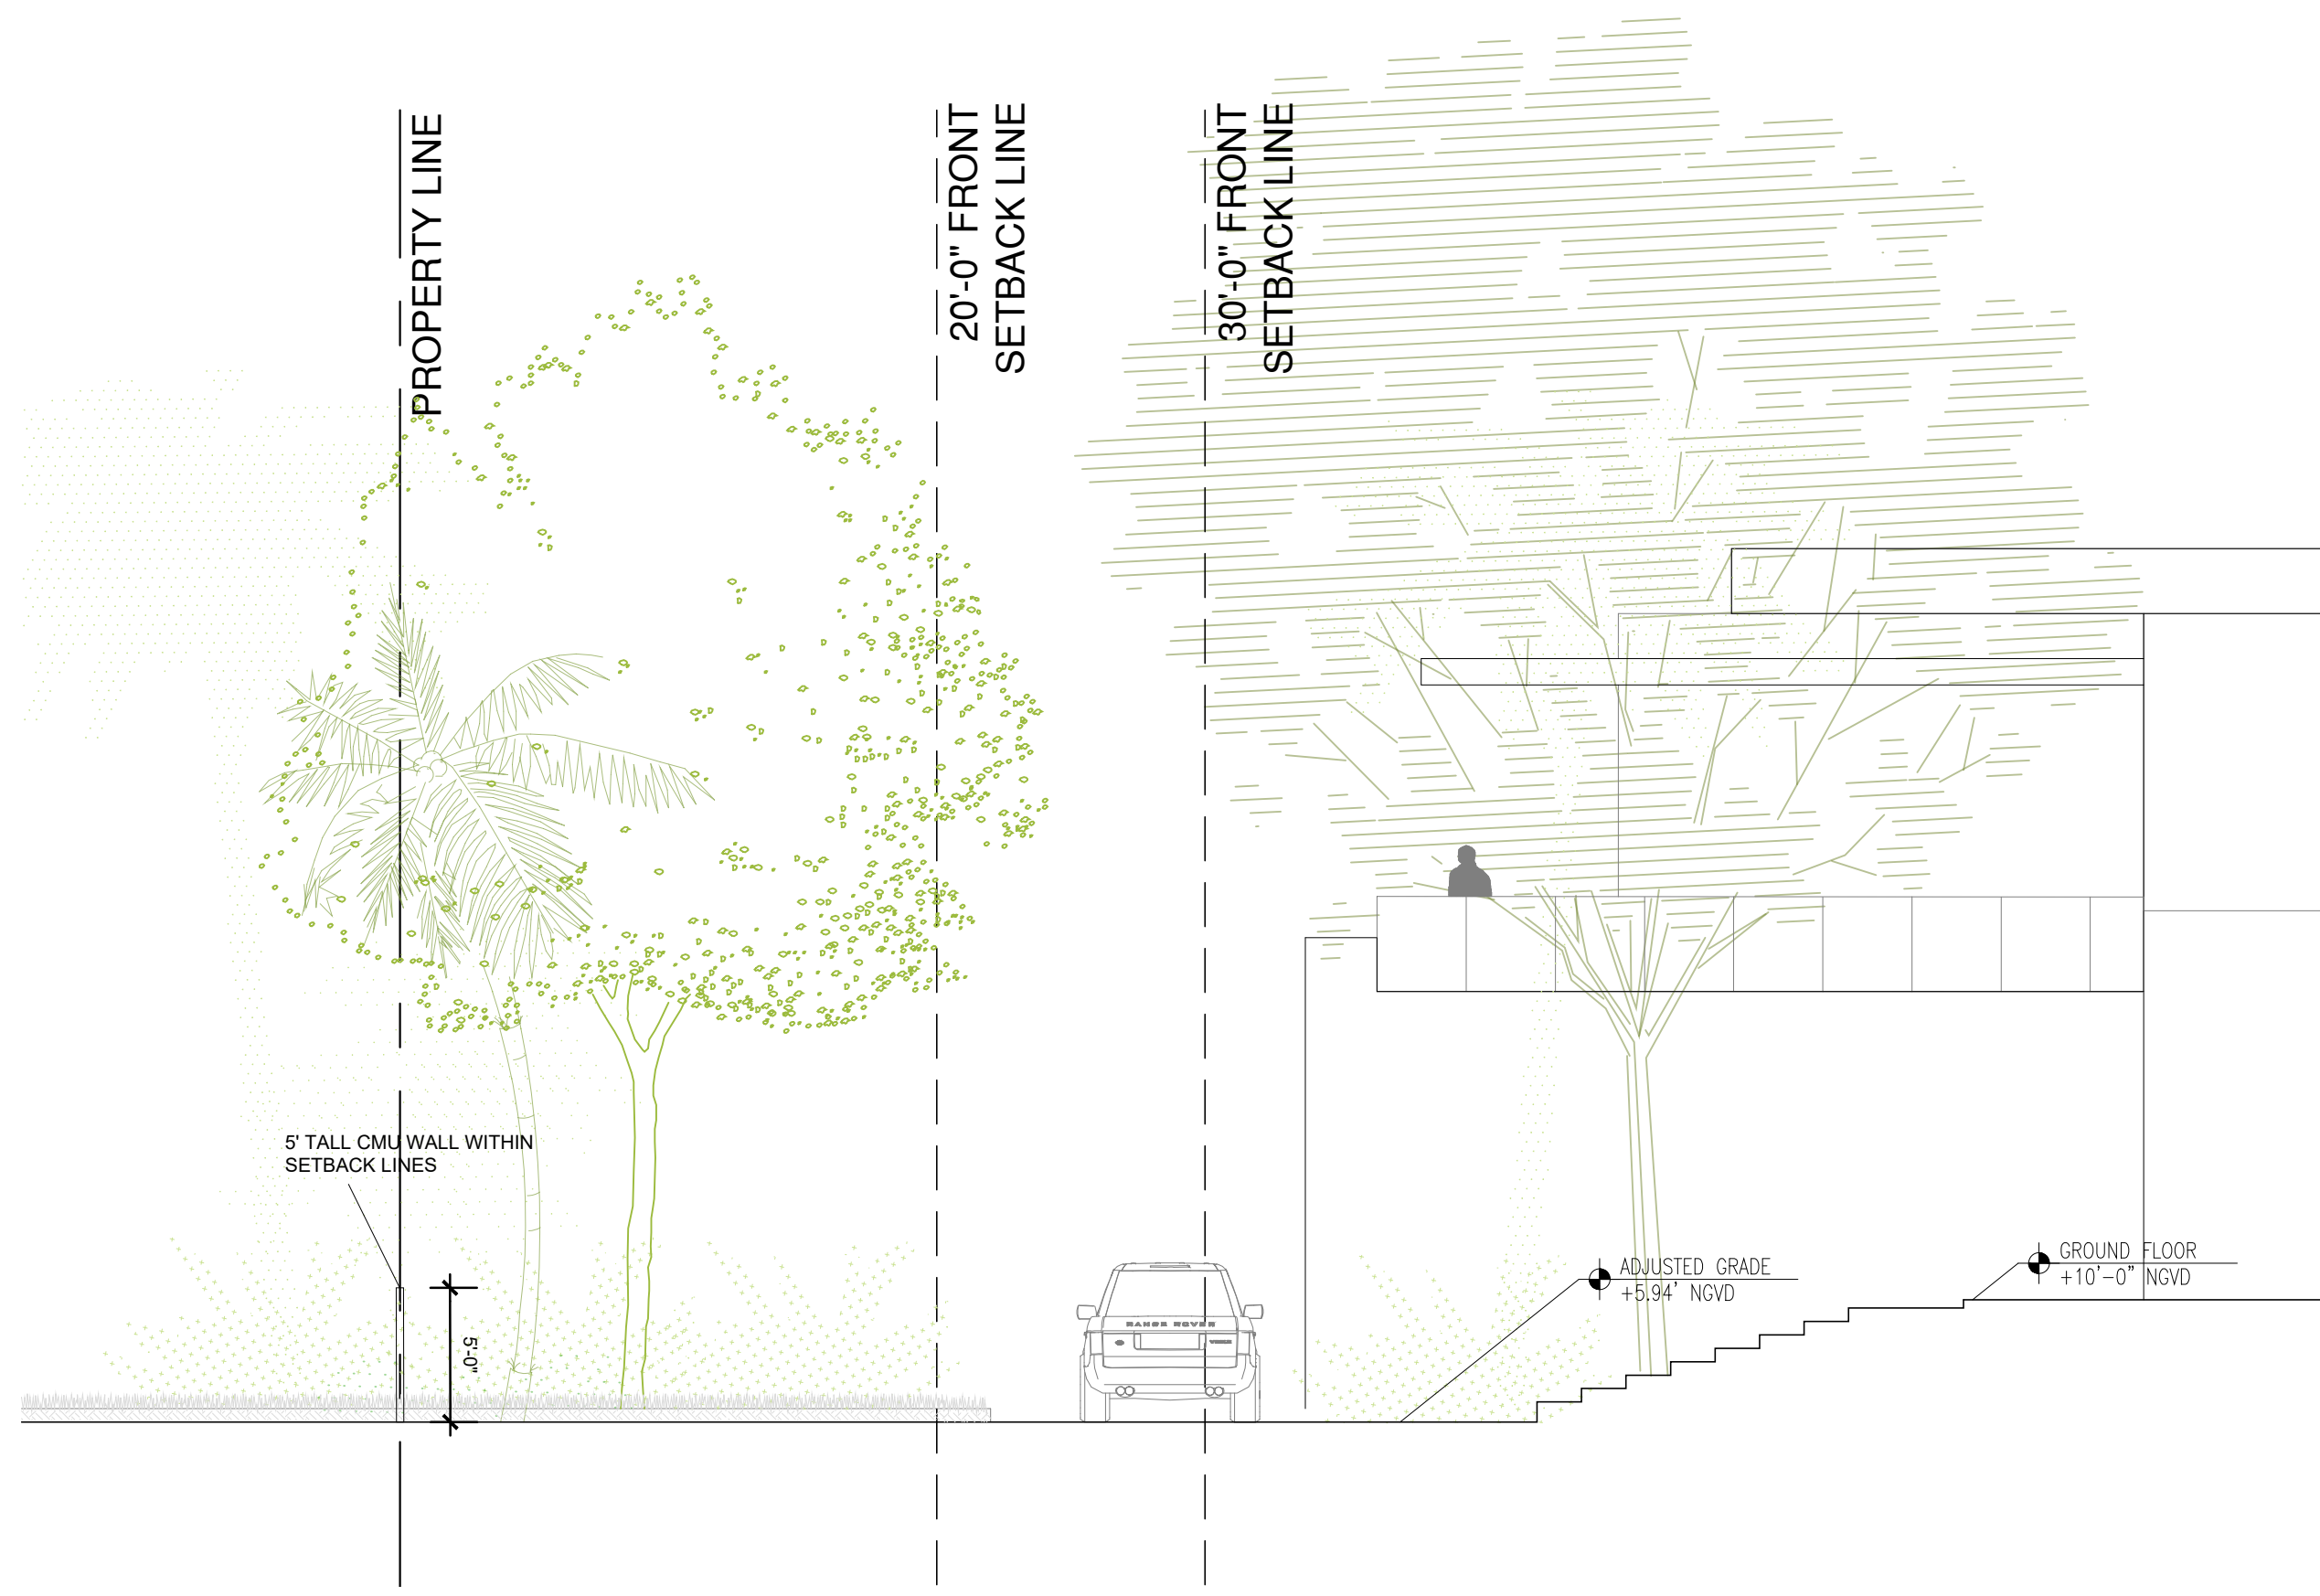 PROPERTY LINE
20'-0" FRONT
SETBACK LINE
30'-0" FRONT
SETBACK LINE
5' TALL CMU WALL WITHIN
SETBACK LINES
5'-0"
RANGE ROVER
ADJUSTED GRADE
+5.94' NGVD
GROUND FLOOR
+10'-0" NGVD